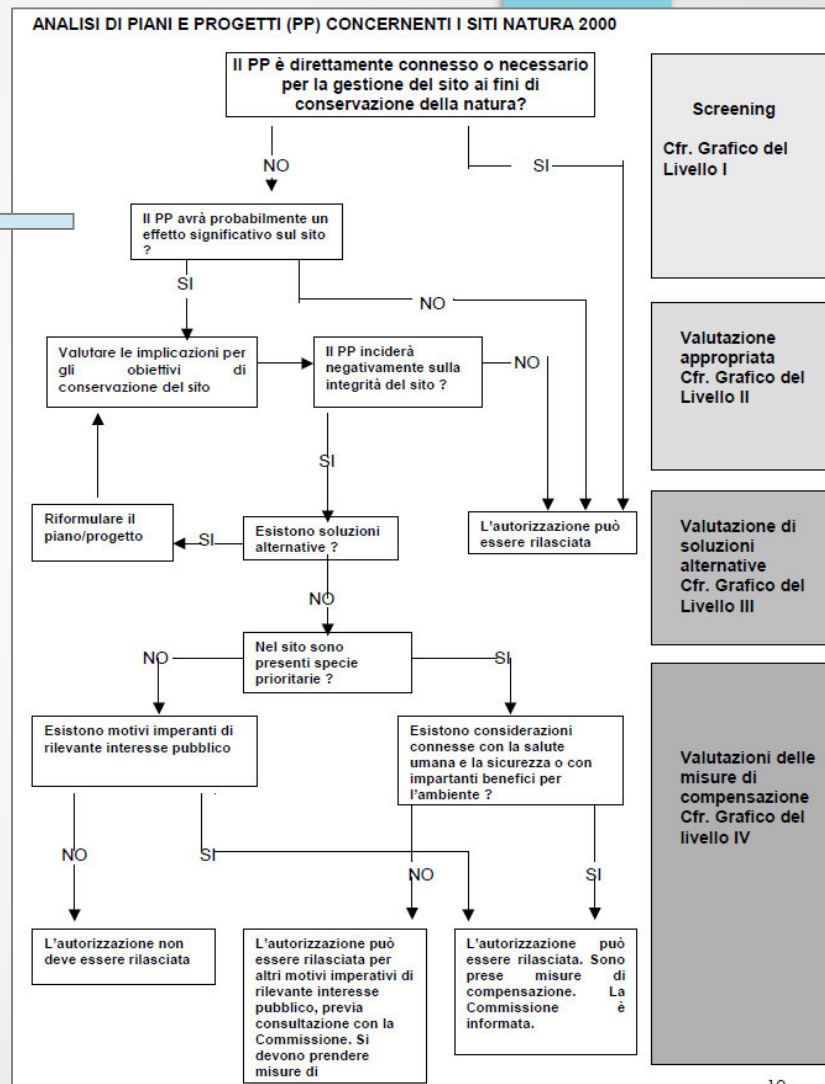 ANALISI DI PIANI E PROGETTI (PP) CONCERNENTI I SITI NATURA 2000
Il PP è direttamente connesso o necessario
per la gestione del sito ai fini di
conservazione della natura?
Screening
Cfr. Grafico del
Livello I
NO
SI
Il PP avrà probabilmente un
effetto significativo sul sito
?
SI
NO
Valutare le implicazioni per
gli obiettivi di
conservazione del sito
Il PP inciderà
negativamente sulla
integrità del sito ?
NO
Valutazione
appropriata
Cfr. Grafico del
Livello II
SI
Riformulare il
piano/progetto
SI
Esistono soluzioni
alternative ?
L'autorizzazione può
essere rilasciata
Valutazione di
soluzioni
alternative
Cfr. Grafico del
Livello III
NO
Nel sito sono
presenti specie
prioritarie ?
NO
SI
Esistono motivi imperanti di
rilevante interesse pubblico
Esistono considerazioni
connesse con la salute
umana e la sicurezza o con
impartanti benefici per
l'ambiente ?
Valutazioni delle
misure di
compensazione
Cfr. Grafico del
livello IV
NO
SI
NO
SI
L'autorizzazione non
deve essere rilasciata
L'autorizzazione può
essere rilasciata per
altri motivi imperativi di
rilevante interesse
pubblico, previa
consultazione con la
Commissione. Si
devono prendere
misure di
L'autorizzazione può
essere rilasciata. Sono
prese misure di
compensazione. La
Commissione è
informata.